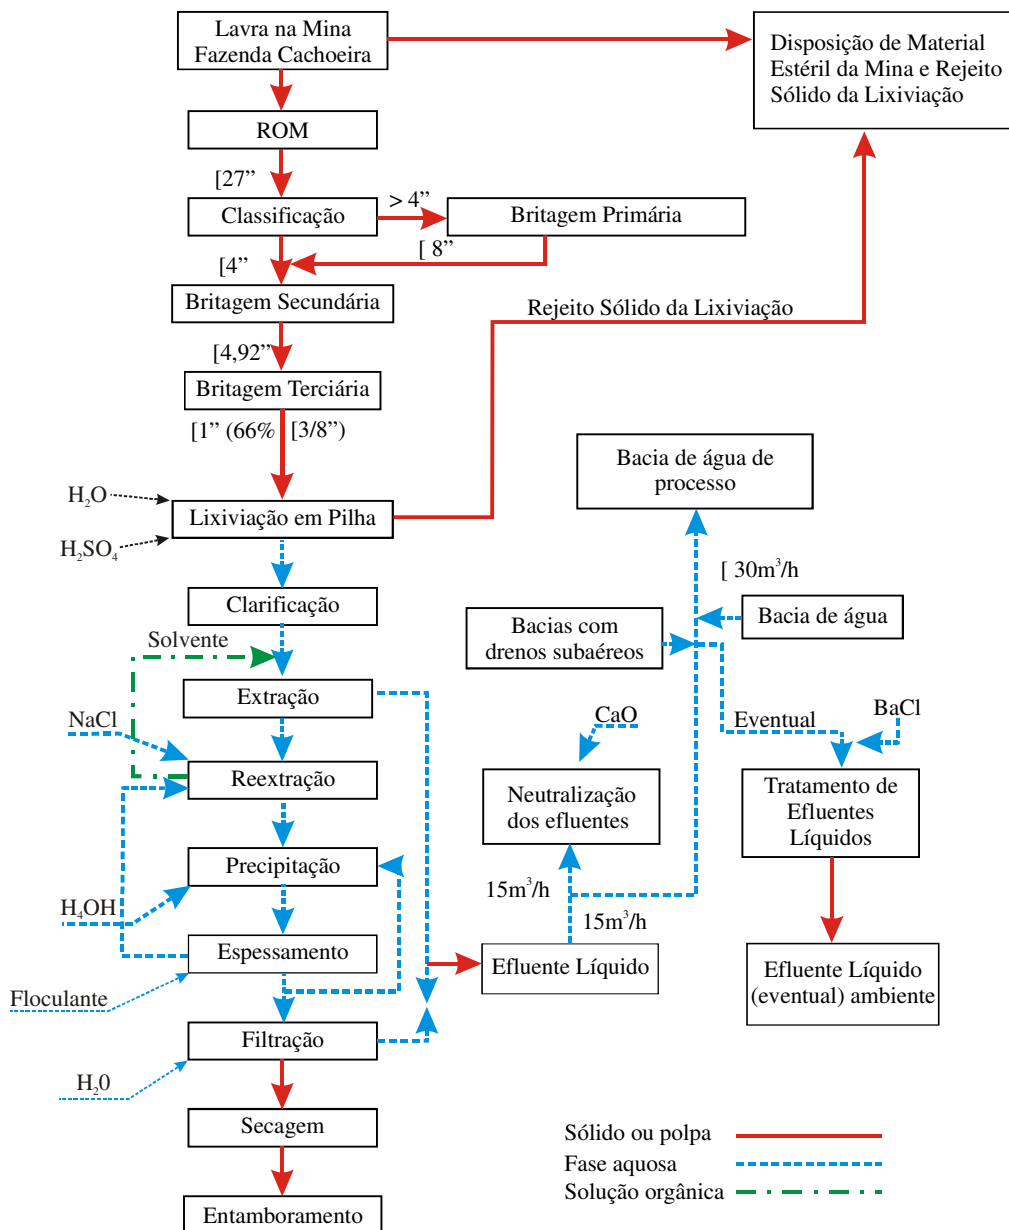 Lavra na Mina
Fazenda Cachoeira
Disposição de Material
Estéril da Mina e Rejeito
Sólido da Lixiviação
ROM
[27”
> 4”
Classificação
Britagem Primária
[ 8”
[4”
Britagem Secundária
Rejeito Sólido da Lixiviação
[4,92”
Britagem Terciária
[1” (66% [3/8”)
Bacia de água de
processo
H₂O
Lixiviação em Pilha
H₂SO₄
[ 30m³/h
Clarificação
Bacias com
drenos subaéreos
Bacia de água
Solvente
Extração
NaCl
CaO
Eventual
BaCl
Reextração
Neutralização
dos efluentes
Tratamento de
Efluentes
Líquidos
Precipitação
15m³/h
H₄OH
15m³/h
Espessamento
Efluente Líquido
Efluente Líquido
(eventual) ambiente
Floculante
Filtração
H₂0
Secagem
Sólido ou polpa
Fase aquosa
Solução orgânica
Entamboramento